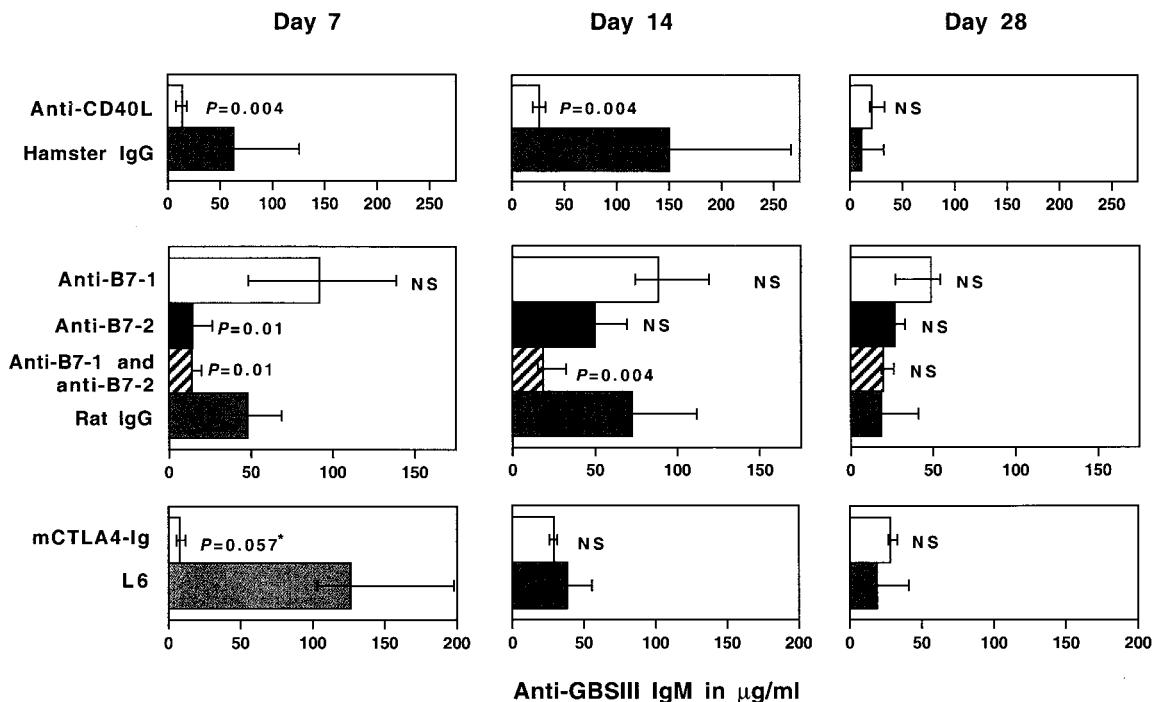 Day 7 Day 14 Day 28
Anti-CD40L P=0.004 P=0.004 NS
Hamster IgG
0 50 100 150 200 250 0 50 100 150 200 250 0 50 100 150 200 250
Anti-B7-1 NS NS NS
Anti-B7-2 P=0.01 NS NS
Anti-B7-1 and P=0.01 P=0.004 NS
anti-B7-2
Rat IgG
0 50 100 150 0 50 100 150 0 50 100 150
mCTLA4-Ig P=0.057* NS NS
L6
0 50 100 150 200 0 50 100 150 200 0 50 100 150 200
Anti-GBSIII IgM in µg/ml